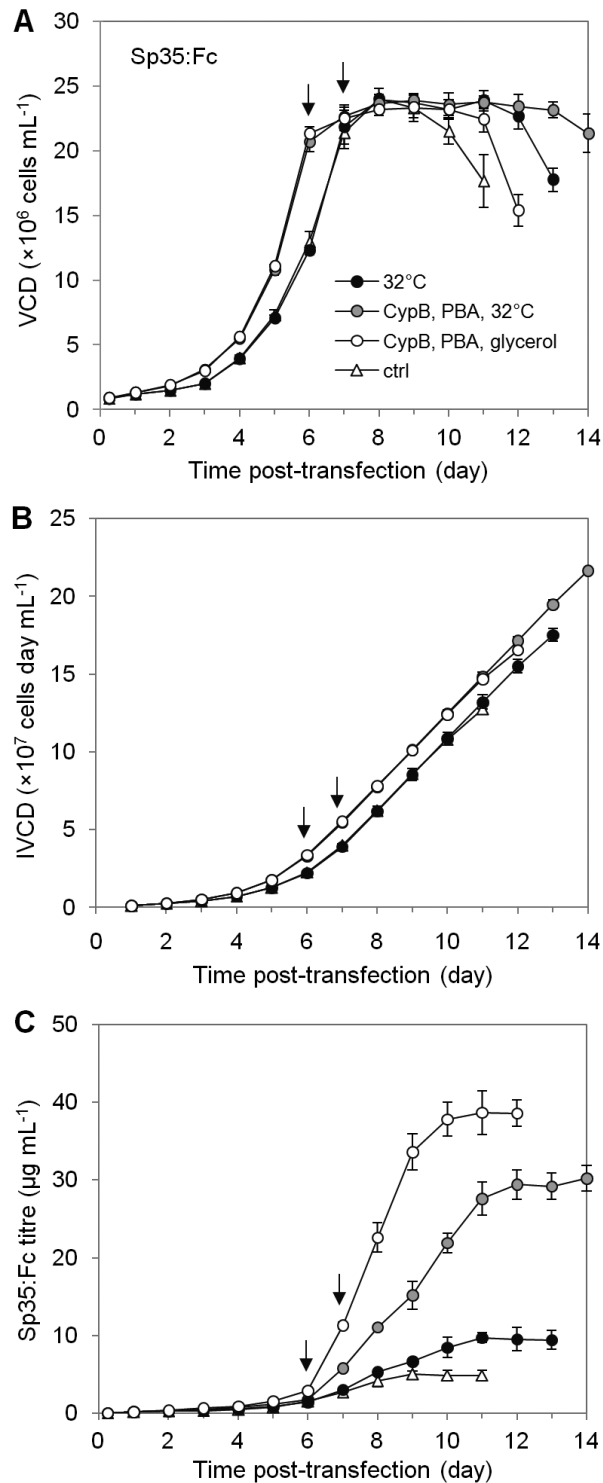 A
Sp35:Fc
30
25
20
15
10
5
0
VCD (×10⁶ cells mL⁻¹)
32°C
CypB, PBA, 32°C
CypB, PBA, glycerol
ctrl
0 2 4 6 8 10 12 14
Time post-transfection (day)
B
25
20
15
10
5
0
IVCD (×10⁷ cells day mL⁻¹)
0 2 4 6 8 10 12 14
Time post-transfection (day)
C
50
40
30
20
10
0
Sp35:Fc titre (µg mL⁻¹)
0 2 4 6 8 10 12 14
Time post-transfection (day)